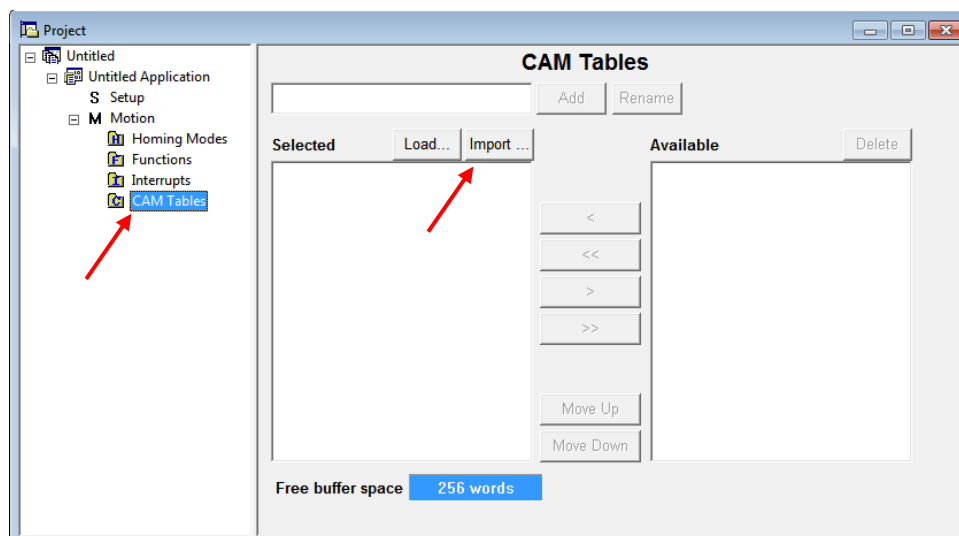 Project
Untitled
Untitled Application
S Setup
M Motion
H Homing Modes
F Functions
I Interrupts
C CAM Tables
CAM Tables
Add Rename
Selected Load... Import ... Available Delete
<
<<
>
>>
Move Up
Move Down
Free buffer space 256 words